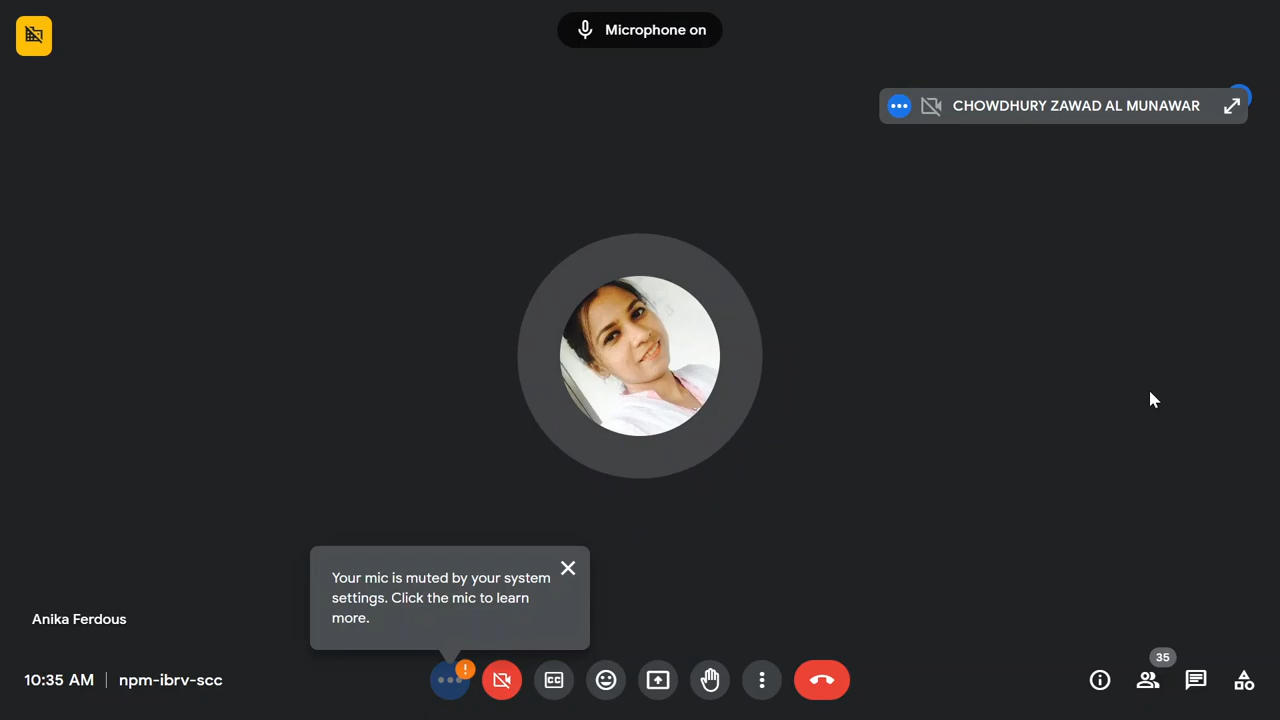 Microphone on
CHOWDHURY ZAWAD AL MUNAWAR
Your mic is muted by your system
settings. Click the mic to learn
more.
Anika Ferdous
10:35 AM | npm-ibrv-scc
!
CC
35